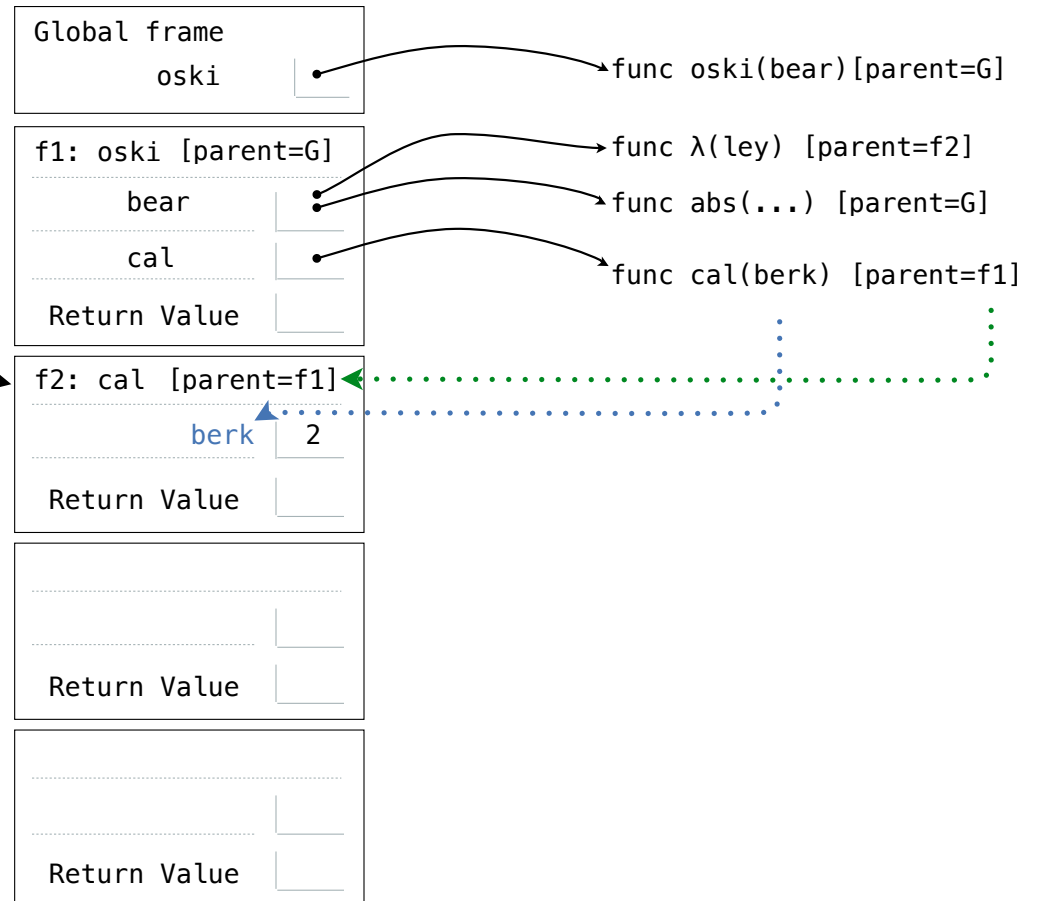 Global frame
oski
func oski(bear)[parent=G]
f1: oski [parent=G]
func λ(ley) [parent=f2]
bear
func abs(...) [parent=G]
cal
func cal(berk) [parent=f1]
Return Value
f2: cal [parent=f1]
berk 2
Return Value
Return Value
Return Value